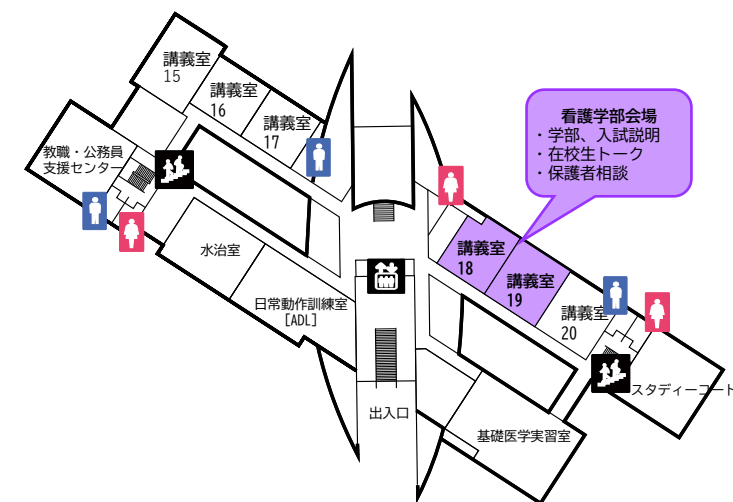 講義室
15
講義室
16
講義室
17
教職・公務員
支援センター
看護学部会場
・学部、入試説明
・在校生トーク
・保護者相談
水治室
日常動作訓練室
[ADL]
講義室
18
講義室
19
講義室
20
スタディーコート
出入口
基礎医学実習室